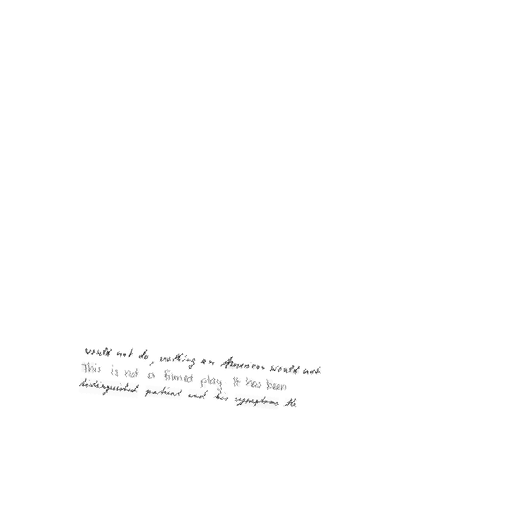 would not do, nothing an American would not
This is not a filmed play It has been
distinguished patient and his symptoms the